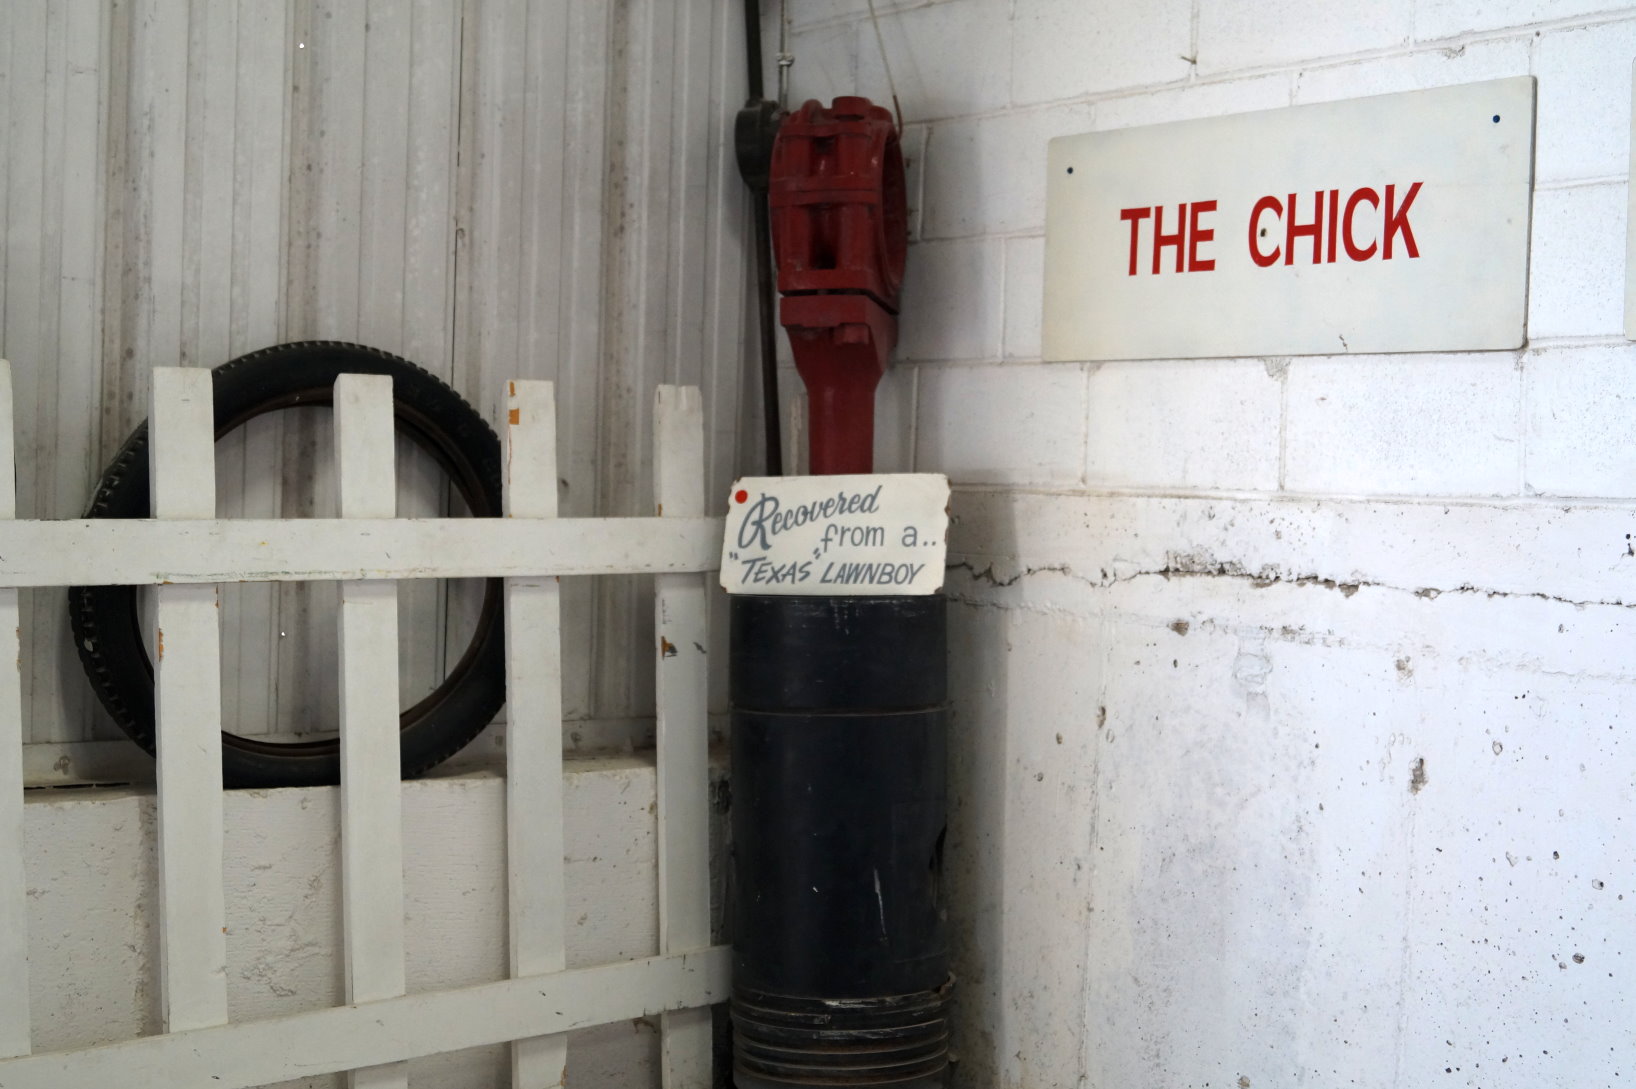 THE CHICK
Recovered
from a..
"TEXAS" LAWNBOY